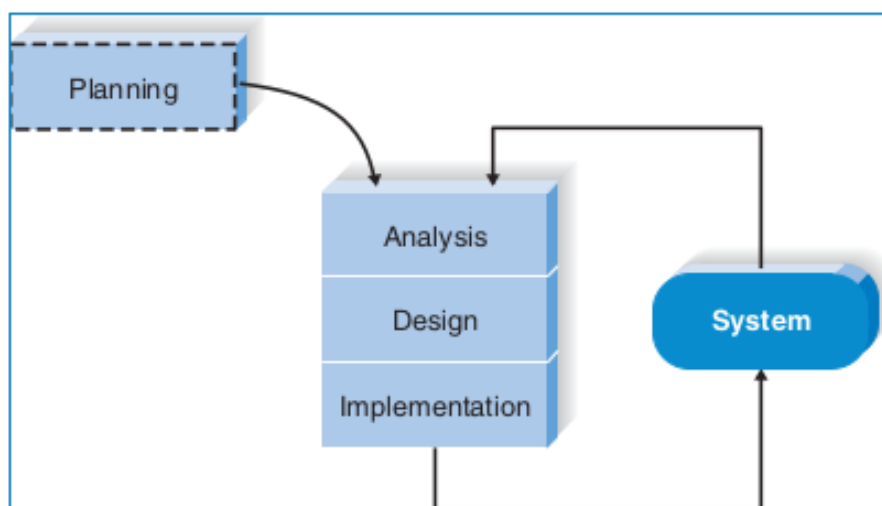 Planning
Analysis
Design
System
Implementation